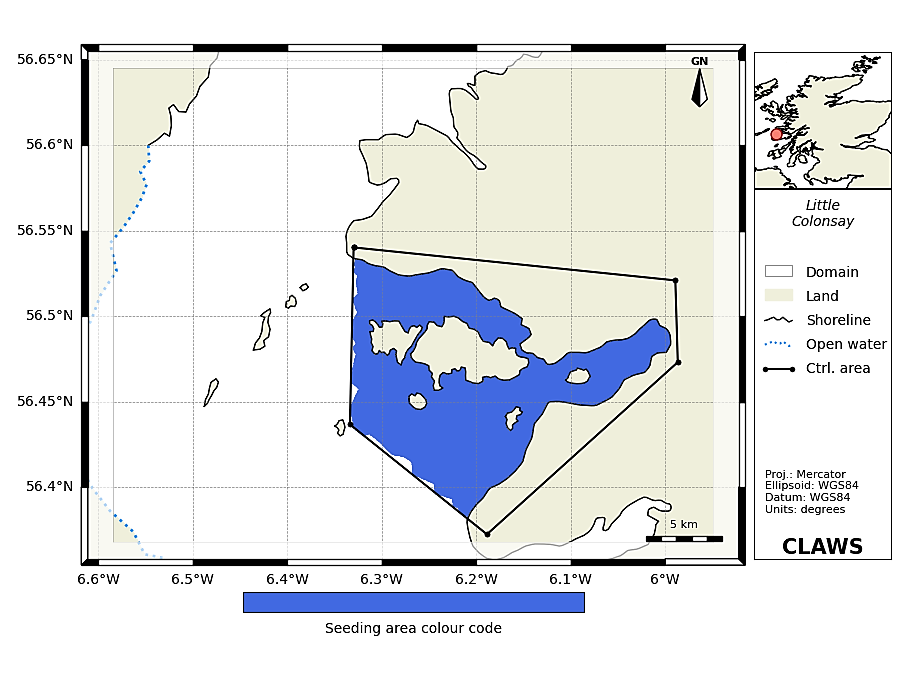 56.65°N
56.6°N
56.55°N
56.5°N
56.45°N
56.4°N
6.6°W
6.5°W
6.4°W
6.3°W
6.2°W
6.1°W
6°W
GN
5 km
Seeding area colour code
Little
Colonsay
Domain
Land
Shoreline
Open water
Ctrl. area
Proj.: Mercator
Ellipsoid: WGS84
Datum: WGS84
Units: degrees
CLAWS